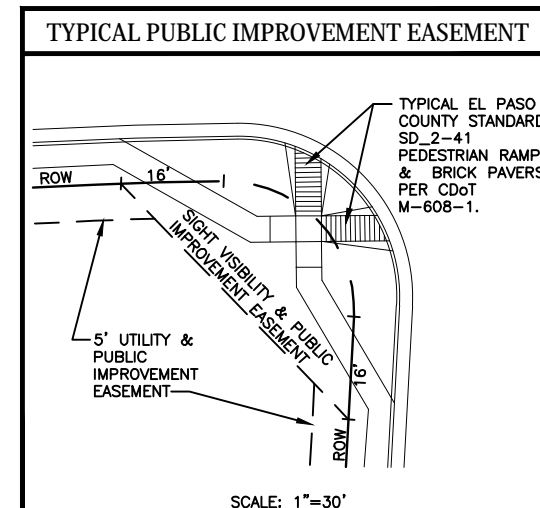 TYPICAL PUBLIC IMPROVEMENT EASEMENT
TYPICAL EL PASO
COUNTY STANDARD
SD_2-41
PEDESTRIAN RAMP
& BRICK PAVERS
PER CDoT
M-608-1.
ROW
16'
SIGHT VISIBILITY & PUBLIC
IMPROVEMENT EASEMENT
5' UTILITY &
PUBLIC
IMPROVEMENT
EASEMENT
16'
ROW
SCALE: 1"=30'